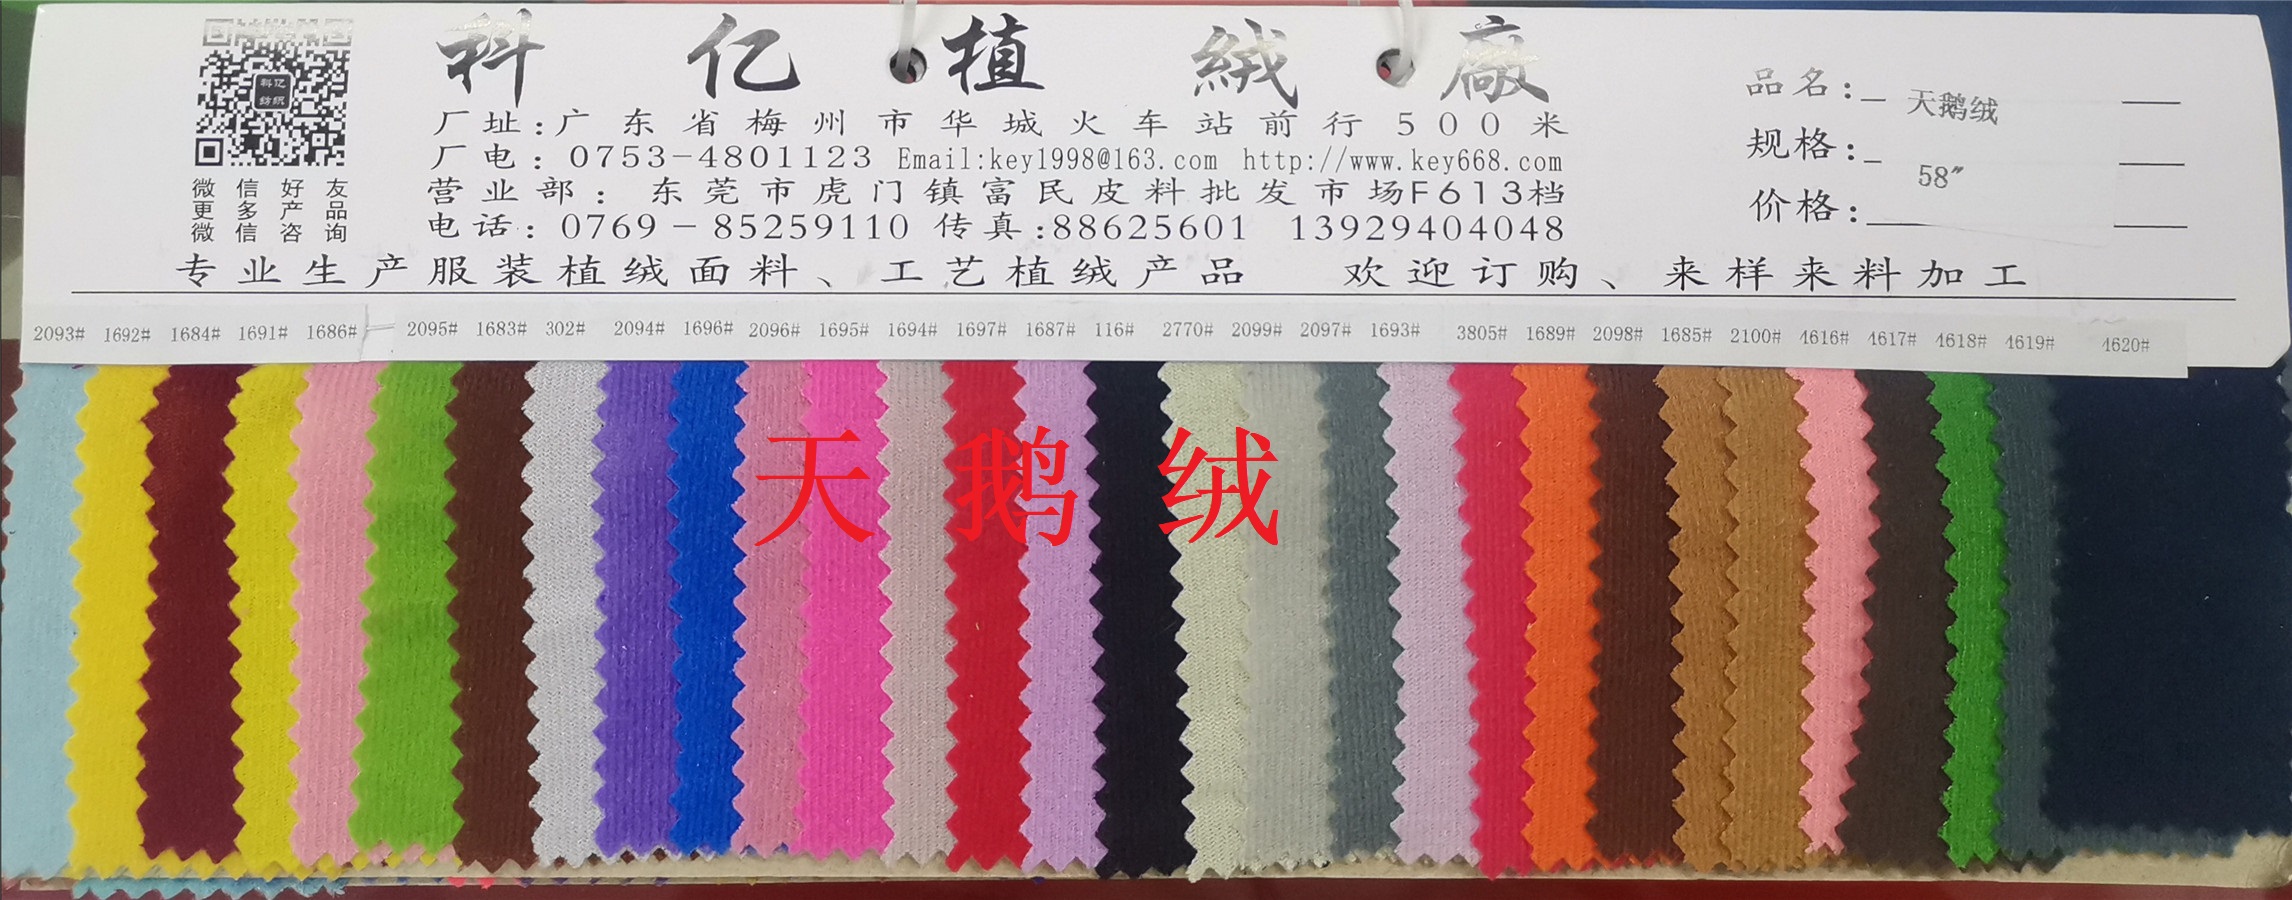 科亿植絨廠
厂址:广东省梅州市华城火车站前行500米
厂电: 0753-4801123 Email:key1998@163.com http://www.key668.com
营业部: 东莞市虎门镇富民皮料批发市场F613档
电话: 0769-85259110 传真:88625601 13929404048
专业生产服装植绒面料、工艺植绒产品 欢迎订购、来样来料加工
科亿
纺织
微信好友
更多产品
微信咨询
品名: 天鹅绒
规格: 58″
价格:
2093# 1692# 1684# 1691# 1686# 2095# 1683# 302# 2094# 1696# 2096# 1695# 1694# 1697# 1687# 116# 2770# 2099# 2097# 1693# 3805# 1689# 2098# 1685# 2100# 4616# 4617# 4618# 4619# 4620#
天鹅绒